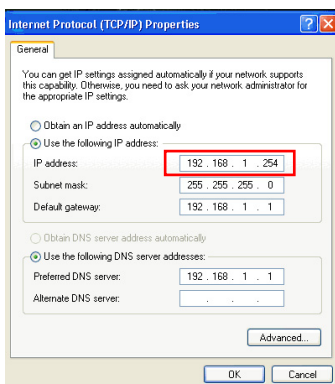 Internet Protocol (TCP/IP) Properties
General
You can get IP settings assigned automatically if your network supports
this capability. Otherwise, you need to ask your network administrator for
the appropriate IP settings.
Obtain an IP address automatically
Use the following IP address:
IP address: 192 . 168 . 1 . 254
Subnet mask: 255 . 255 . 255 . 0
Default gateway: 192 . 168 . 1 . 1
Obtain DNS server address automatically
Use the following DNS server addresses:
Preferred DNS server: 192 . 168 . 1 . 1
Alternate DNS server: . . .
Advanced...
OK Cancel